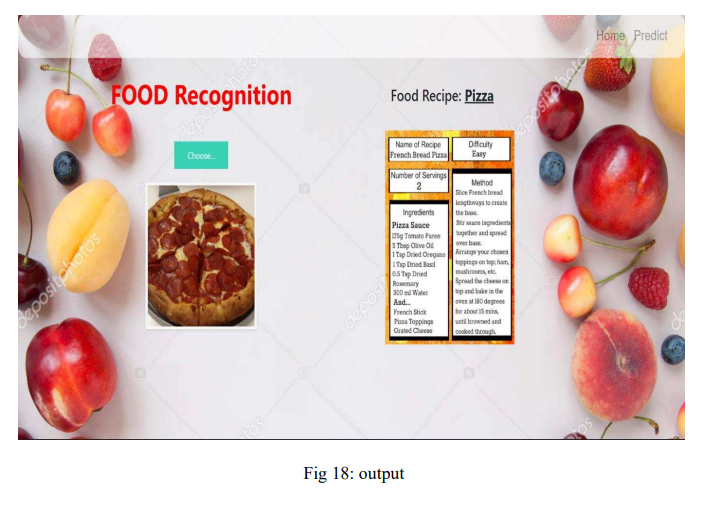 Home Predict
FOOD Recognition
Choose...
Food Recipe: Pizza
Name of Recipe
French Bread Pizza
Difficulty
Easy
Number of Servings
2
Ingredients
Pizza Sauce
175g Tomato Puree
5 Tbsp Olive Oil
1 Tsp Dried Oregano
1 Tsp Dried Basil
0.5 Tsp Dried
Rosemary
300 ml Water
And...
French Stick
Pizza Toppings
Grated Cheese
Method
Slice French bread
lengthways to create
the base.
Stir sauce ingredients
together and spread
over base.
Arrange your chosen
toppings on top; ham,
mushrooms, etc.
Spread the cheese on
top and bake in the
oven at 180 degrees
for about 15 mins,
until browned and
cooked through.
depositphotos
depositphotos
depositphotos
depositphotos
Fig 18: output